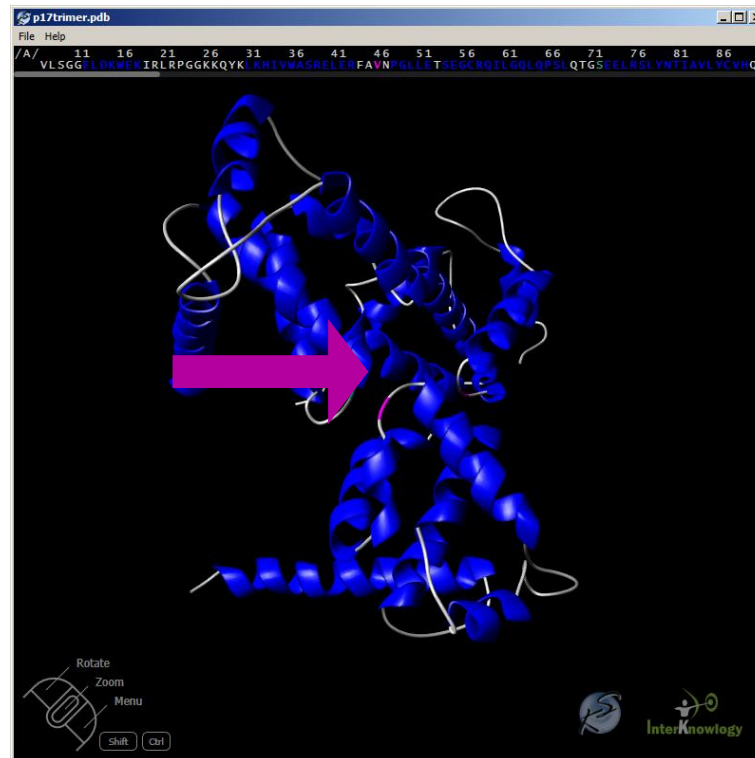 p17trimer.pdb
File Help
/A/ 11 16 21 26 31 36 41 46 51 56 61 66 71 76 81 86
VLSGGELDKWEKIRLRPGGKKQYKLKHIVWASRELERFAVNPGLLETSEGCRQILGQLQPSLQTGSEELRSLYNTIAVLYCVHQ
Rotate
Zoom
Menu
Shift Ctrl
InterKnowlogy